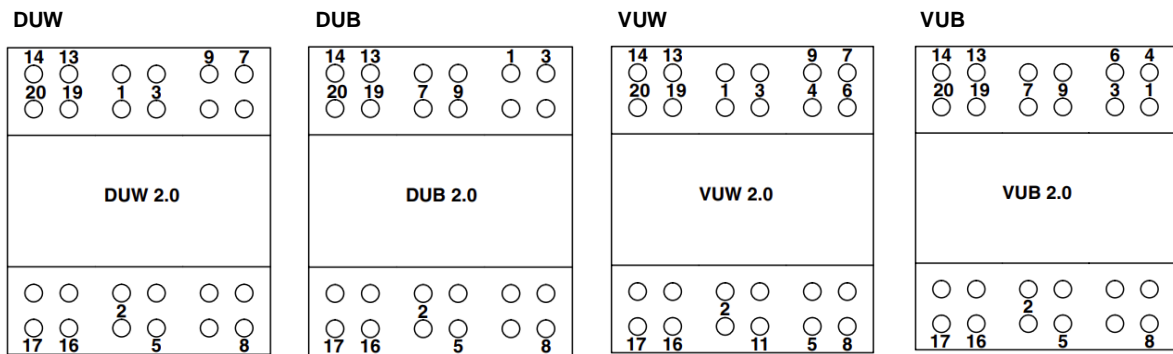 DUW DUB VUW VUB
14 13 9 7
20 19 1 3
DUW 2.0
2
17 16 5 8
14 13 1 3
20 19 7 9
DUB 2.0
2
17 16 5 8
14 13 9 7
20 19 1 3 4 6
VUW 2.0
2
17 16 11 5 8
14 13 6 4
20 19 7 9 3 1
VUB 2.0
2
17 16 5 8